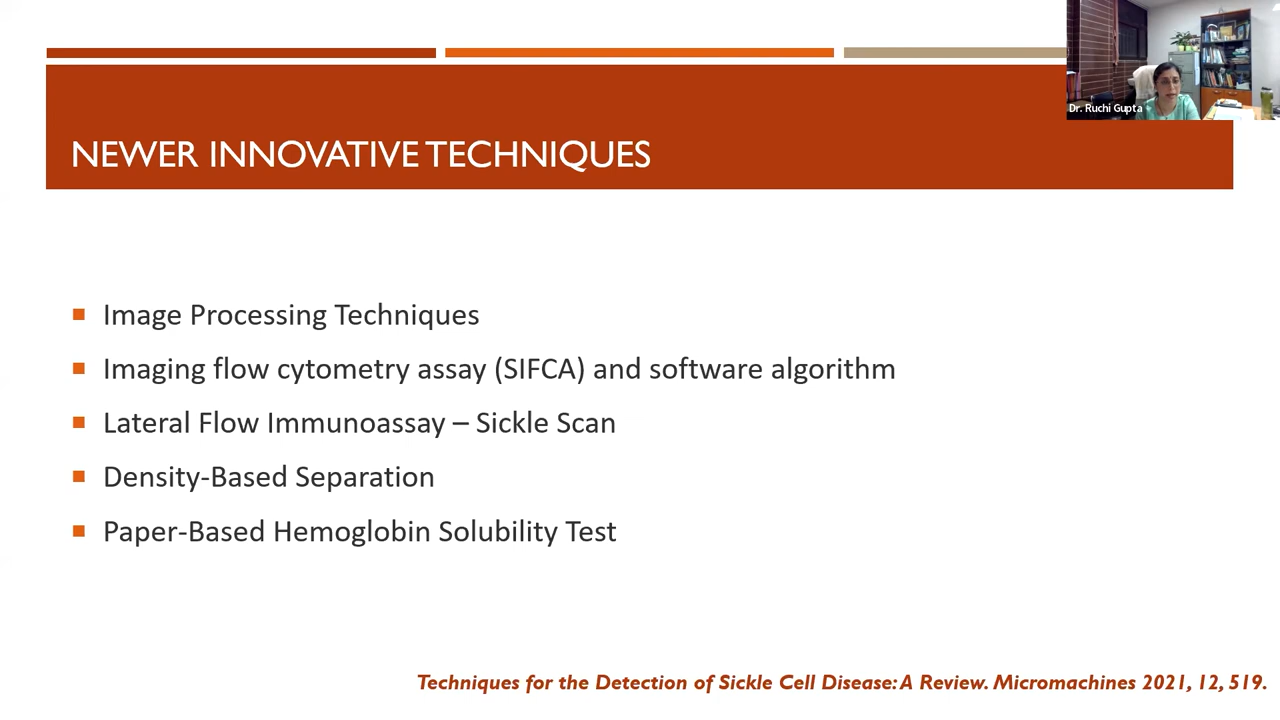 Dr. Ruchi Gupta
NEWER INNOVATIVE TECHNIQUES
Image Processing Techniques
Imaging flow cytometry assay (SIFCA) and software algorithm
Lateral Flow Immunoassay – Sickle Scan
Density-Based Separation
Paper-Based Hemoglobin Solubility Test
Techniques for the Detection of Sickle Cell Disease: A Review. Micromachines 2021, 12, 519.